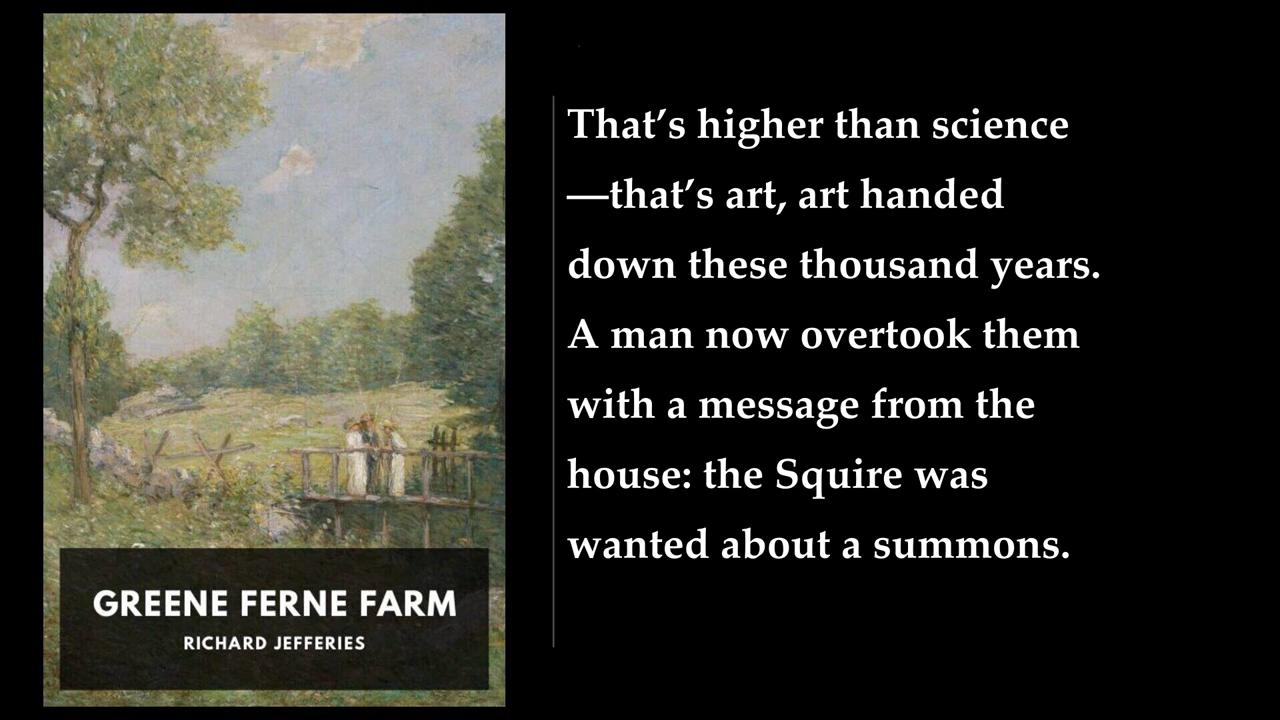 That’s higher than science
—that’s art, art handed
down these thousand years.
A man now overtook them
with a message from the
house: the Squire was
wanted about a summons.
GREENE FERNE FARM
RICHARD JEFFERIES